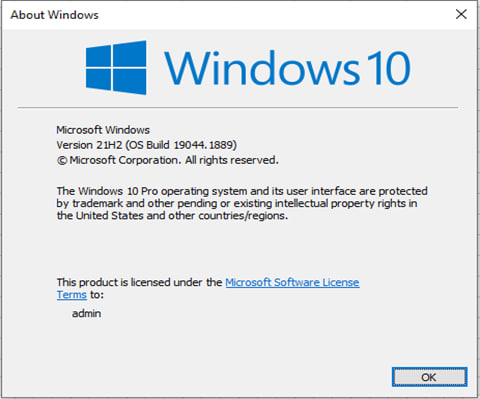 About Windows
Windows 10
Microsoft Windows
Version 21H2 (OS Build 19044.1889)
© Microsoft Corporation. All rights reserved.
The Windows 10 Pro operating system and its user interface are protected
by trademark and other pending or existing intellectual property rights in
the United States and other countries/regions.
This product is licensed under the Microsoft Software License
Terms to:
admin
OK